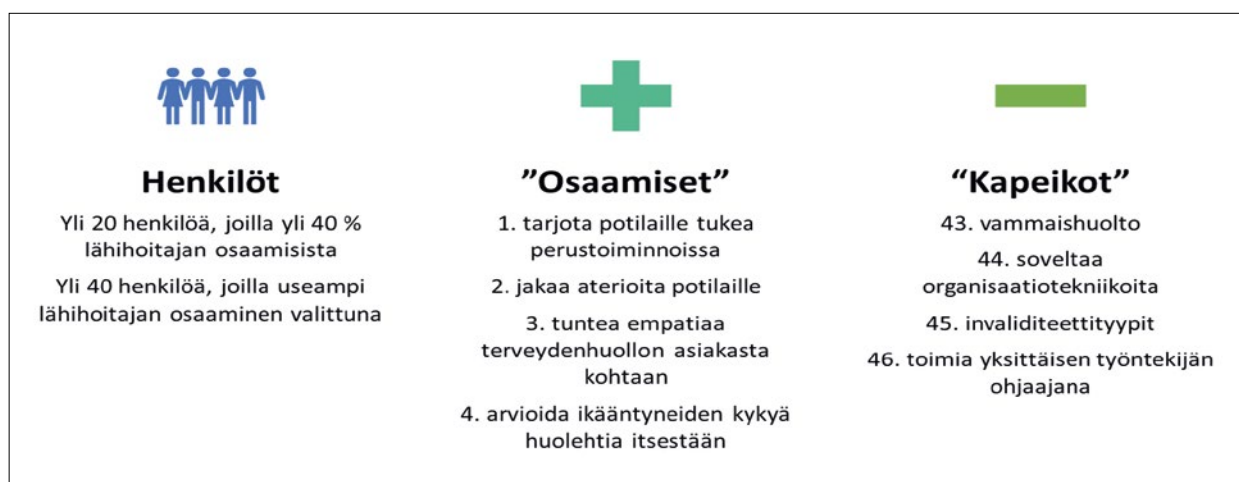 Henkilöt
Yli 20 henkilöä, joilla yli 40 %
lähihoitajan osaamisista
Yli 40 henkilöä, joilla useampi
lähihoitajan osaaminen valittuna
”Osaamiset”
1. tarjota potilaille tukea
perustoiminnoissa
2. jakaa aterioita potilaille
3. tuntea empatiaa
terveydenhuollon asiakasta
kohtaan
4. arvioida ikääntyneiden kykyä
huolehtia itsestään
“Kapeikot”
43. vammaishuolto
44. soveltaa
organisaatiotekniikoita
45. invaliditeettityypit
46. toimia yksittäisen työntekijän
ohjaajana